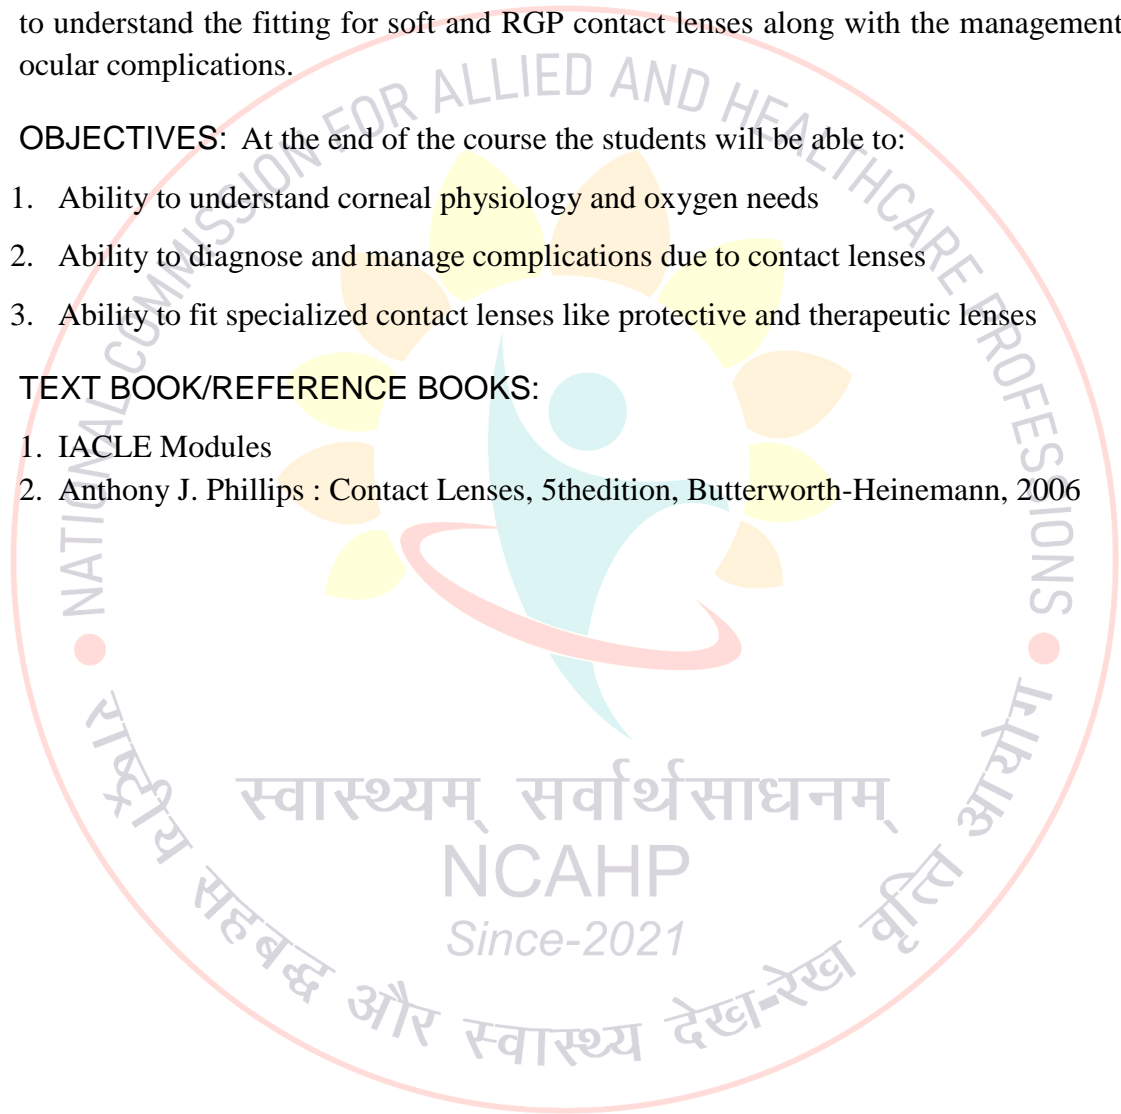 to understand the fitting for soft and RGP contact lenses along with the management
ocular complications.
OBJECTIVES: At the end of the course the students will be able to:
1. Ability to understand corneal physiology and oxygen needs
2. Ability to diagnose and manage complications due to contact lenses
3. Ability to fit specialized contact lenses like protective and therapeutic lenses
TEXT BOOK/REFERENCE BOOKS:
1. IACLE Modules
2. Anthony J. Phillips : Contact Lenses, 5thedition, Butterworth-Heinemann, 2006
NATIONAL COMMISSION FOR ALLIED AND HEALTHCARE PROFESSIONS
स्वास्थ्यम् सर्वार्थसाधनम्
NCAHP
Since-2021
राष्ट्रीय सहबद्ध और स्वास्थ्य देख-रेख वृत्ति आयोग